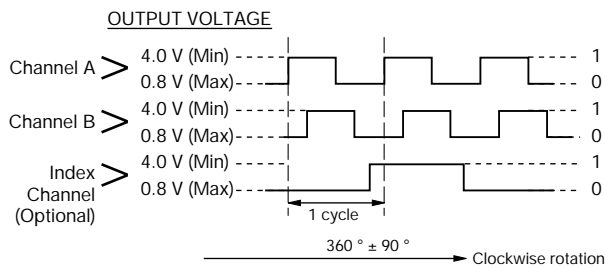 OUTPUT VOLTAGE
Channel A > 4.0 V (Min) 1
0.8 V (Max) 0
Channel B > 4.0 V (Min) 1
0.8 V (Max) 0
Index Channel (Optional) > 4.0 V (Min) 1
0.8 V (Max) 0
1 cycle
360 ° ± 90 °
Clockwise rotation